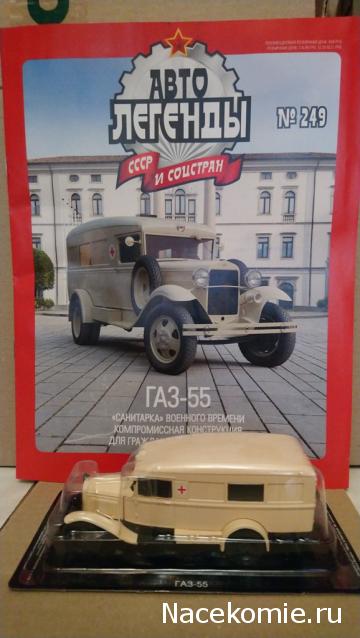 АВТО
ЛЕГЕНДЫ
СССР И СОЦСТРАН
№ 249
ГАЗ-55
«САНИТАРКА» ВОЕННОГО ВРЕМЕНИ
КОМПРОМИССНАЯ КОНСТРУКЦИЯ
ГАЗ-55
Nacekomie.ru